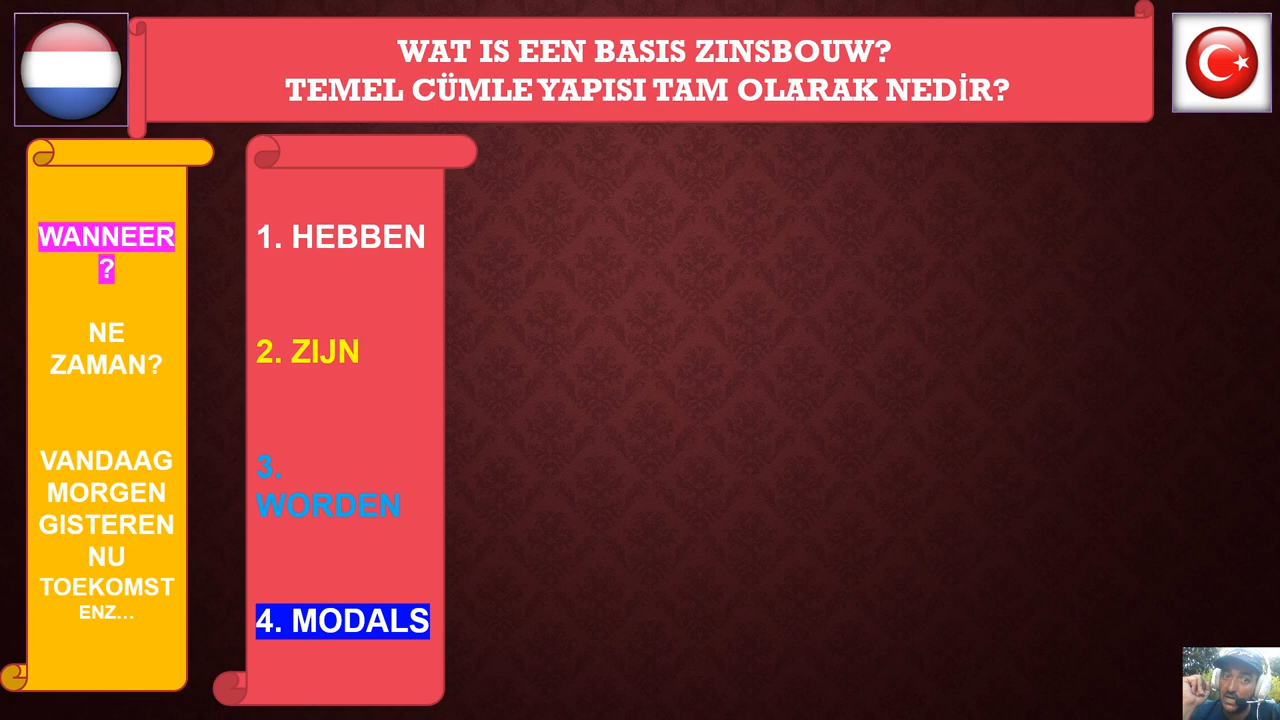 WAT IS EEN BASIS ZINSBOUW?
TEMEL CÜMLE YAPISI TAM OLARAK NEDİR?
WANNEER
?
NE
ZAMAN?
VANDAAG
MORGEN
GISTEREN
NU
TOEKOMST
ENZ...
1. HEBBEN
2. ZIJN
3.
WORDEN
4. MODALS